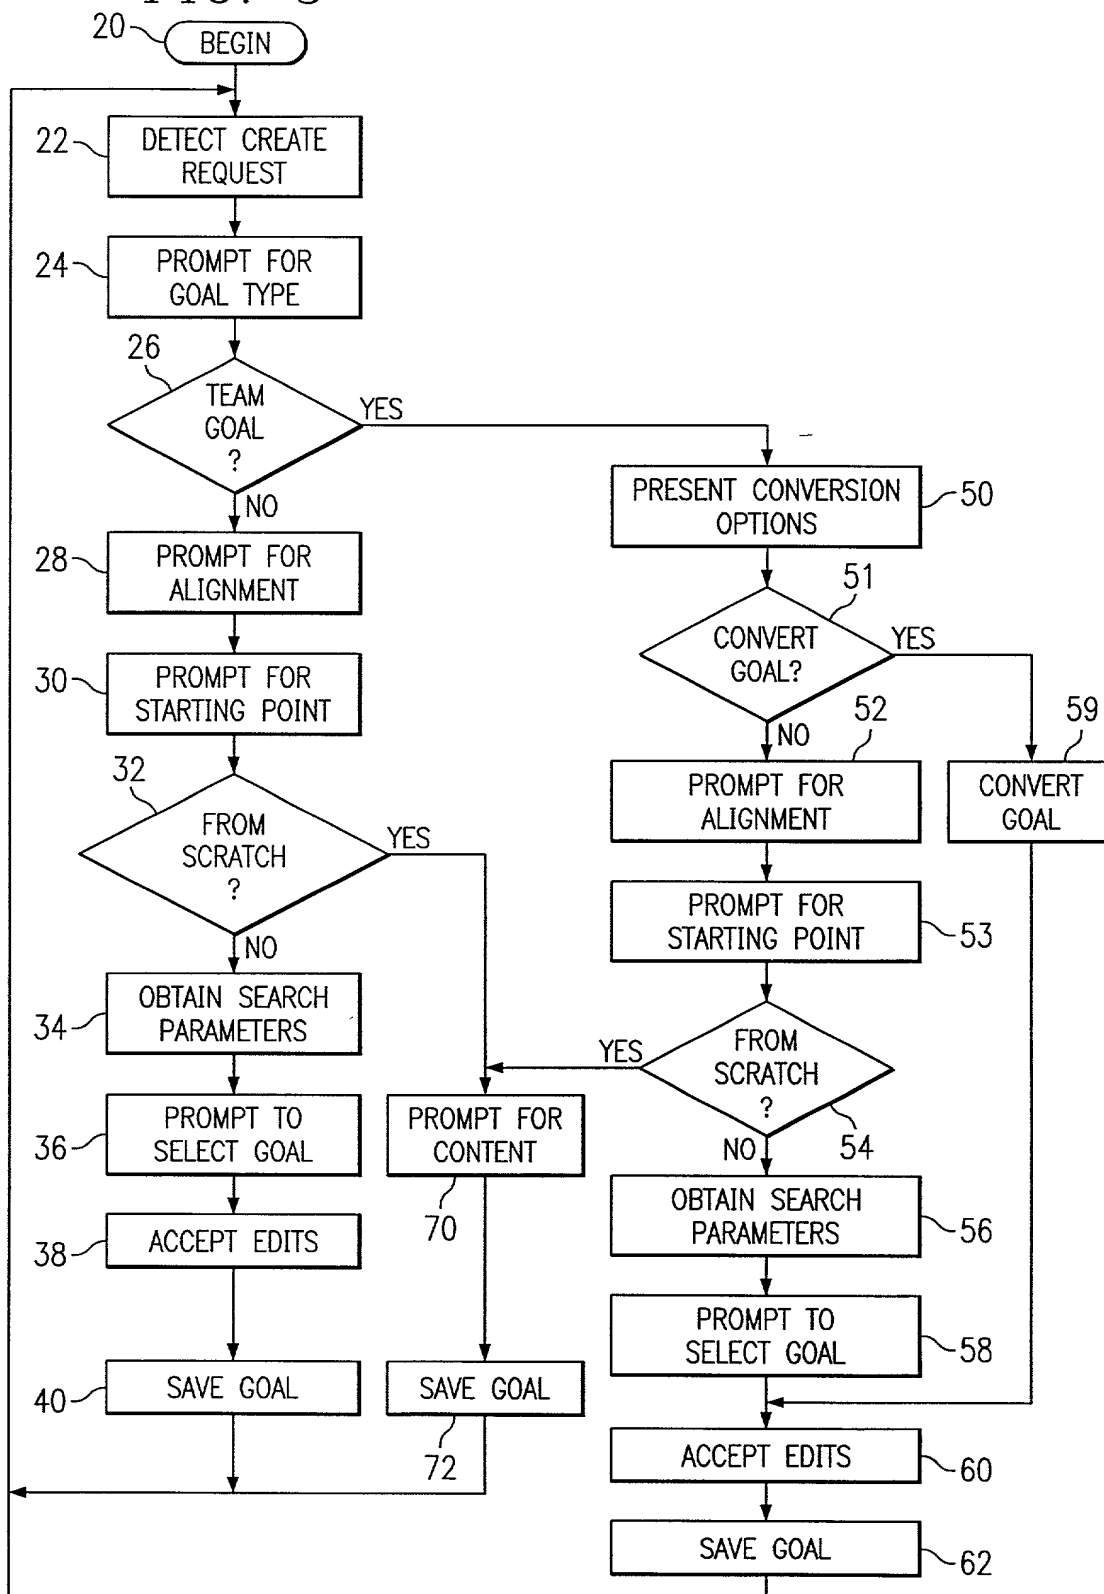 20
BEGIN
22
DETECT CREATE
REQUEST
24
PROMPT FOR
GOAL TYPE
26
TEAM
GOAL
?
YES
NO
PRESENT CONVERSION
OPTIONS
50
28
PROMPT FOR
ALIGNMENT
51
CONVERT
GOAL?
YES
NO
30
PROMPT FOR
STARTING POINT
52
PROMPT FOR
ALIGNMENT
59
CONVERT
GOAL
32
FROM
SCRATCH
?
YES
NO
PROMPT FOR
STARTING POINT
53
34
OBTAIN SEARCH
PARAMETERS
YES
FROM
SCRATCH
?
54
NO
36
PROMPT TO
SELECT GOAL
PROMPT FOR
CONTENT
70
OBTAIN SEARCH
PARAMETERS
56
38
ACCEPT EDITS
PROMPT TO
SELECT GOAL
58
40
SAVE GOAL
SAVE GOAL
72
ACCEPT EDITS
60
SAVE GOAL
62